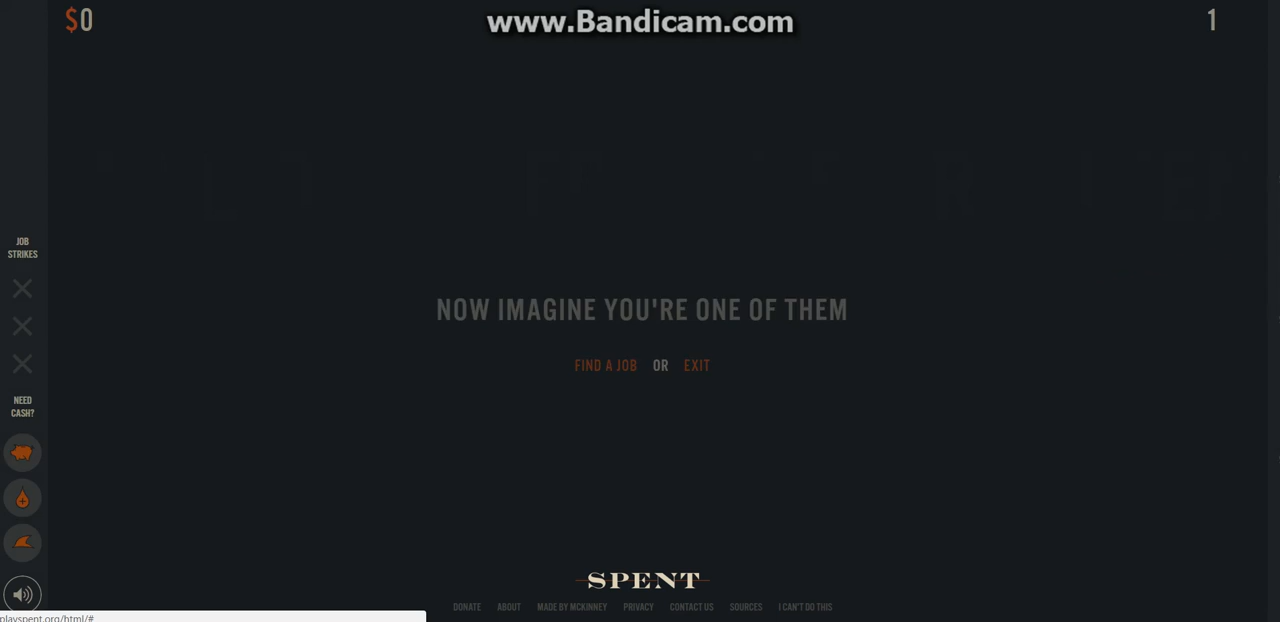 $0
www.Bandicam.com
1
JOB
STRIKES
NOW IMAGINE YOU'RE ONE OF THEM
FIND A JOB OR EXIT
NEED
CASH?
SPENT
DONATE ABOUT MADE BY MCKINNEY PRIVACY CONTACT US SOURCES I CAN'T DO THIS
playspent.org/html/#